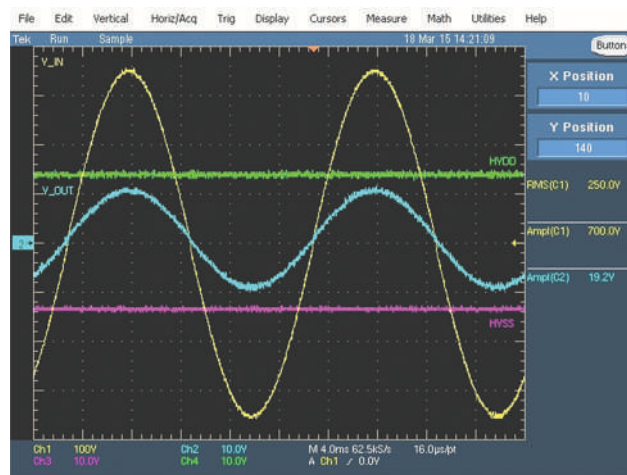 File Edit Vertical Horiz/Acq Trig Display Cursors Measure Math Utilities Help
Tek Run Sample 18 Mar 15 14:21:09
Button
V_IN
X Position
10
Y Position
140
HVDD
V_OUT
RMS(C1) 250.0V
2
Ampl(C1) 700.0V
Ampl(C2) 19.2V
HVSS
Ch1 100V Ch2 10.0V M 4.0ms 62.5kS/s 16.0µs/pt
Ch3 10.0V Ch4 10.0V A Ch1 / 0.0V